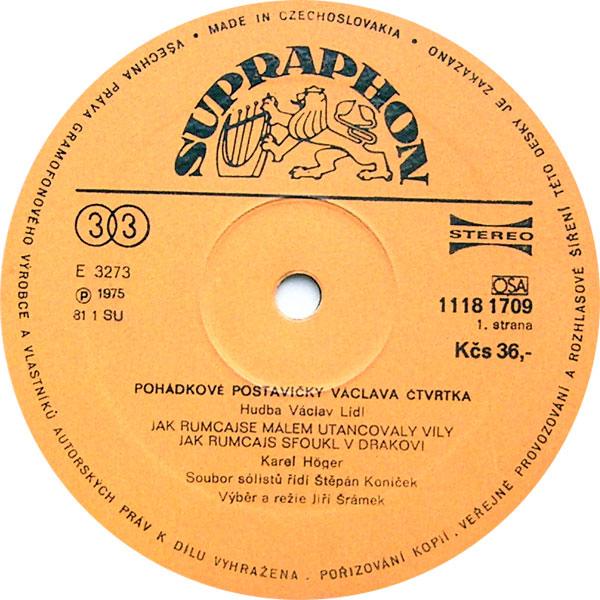 VŠECHNA PRÁVA GRAMOFONOVÉHO VÝROBCE A VLASTNÍKŮ AUTORSKÝCH PRÁV K DÍLU VYHRAŽENA. POŘIZOVÁNÍ KOPIÍ. VEŘEJNÉ PROVOZOVÁNÍ A ROZHLASOVÉ ŠÍŘENÍ TÉTO DESKY JE ZAKÁZÁNO • MADE IN CZECHOSLOVAKIA •
SUPRAPHON
33
STEREO
E 3273
Ⓟ 1975
81 1 SU
OSA
1118 1709
1. strana
Kčs 36,-
POHÁDKOVÉ POSTAVIČKY VÁCLAVA ČTVRTKA
Hudba Václav Lídl
JAK RUMCAJSE MÁLEM UTANCOVALY VÍLY
JAK RUMCAJS SFOUKL V DRAKOVI
Karel Höger
Soubor sólistů řídí Štěpán Koníček
Výběr a režie Jiří Šrámek